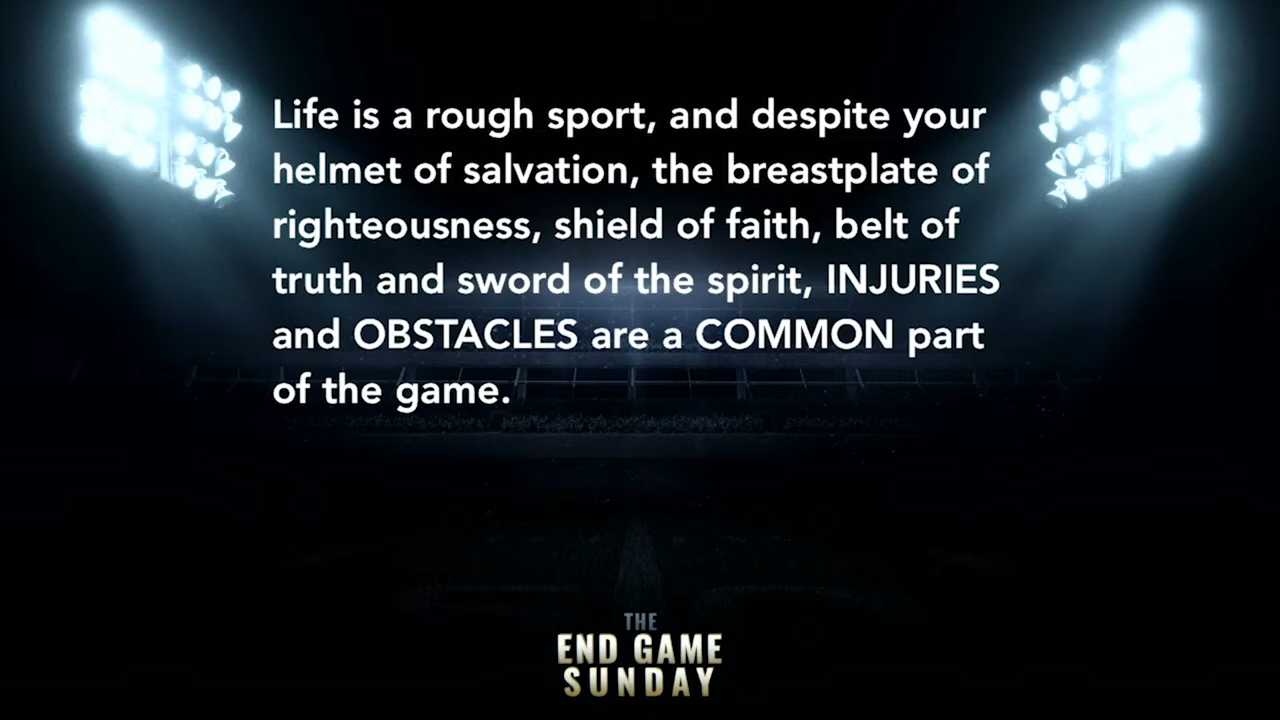 Life is a rough sport, and despite your
helmet of salvation, the breastplate of
righteousness, shield of faith, belt of
truth and sword of the spirit, INJURIES
and OBSTACLES are a COMMON part
of the game.
THE
END GAME
SUNDAY